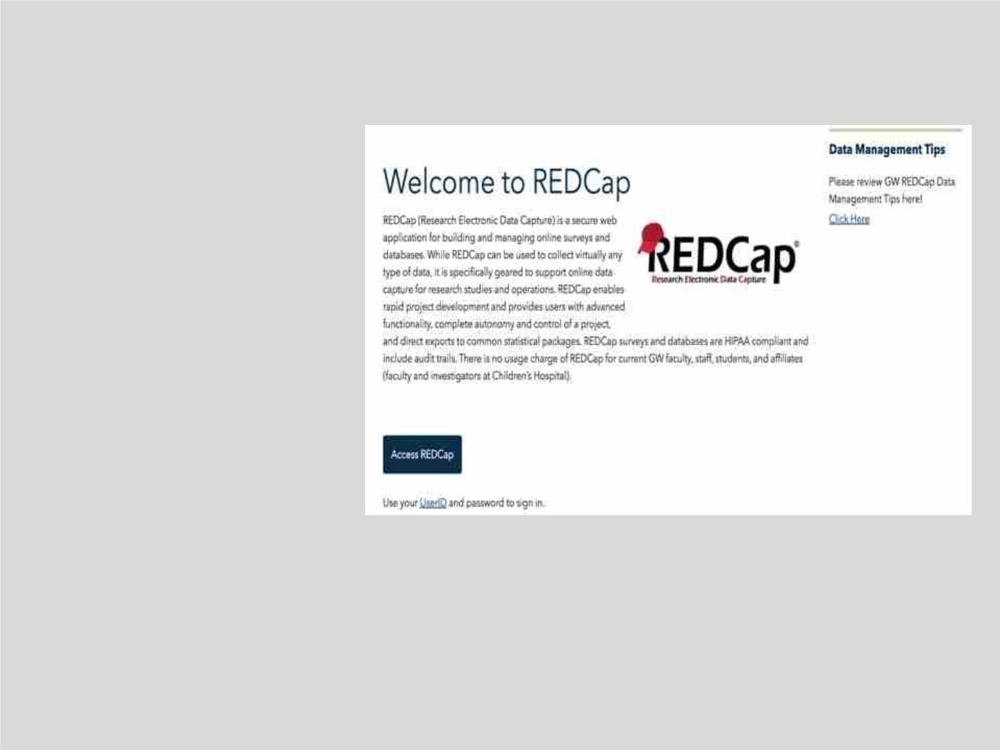 Welcome to REDCap
REDCap (Research Electronic Data Capture) is a secure web
application for building and managing online surveys and
databases. While REDCap can be used to collect virtually any
type of data, it is specifically geared to support online data
capture for research studies and operations. REDCap enables
rapid project development and provides users with advanced
functionality, complete autonomy and control of a project,
and direct exports to common statistical packages. REDCap surveys and databases are HIPAA compliant and
include audit trails. There is no usage charge of REDCap for current GW faculty, staff, students, and affiliates
(faculty and investigators at Children's Hospital).
REDCap®
Research Electronic Data Capture
Access REDCap
Use your UserID and password to sign in.
Data Management Tips
Please review GW REDCap Data
Management Tips here!
Click Here